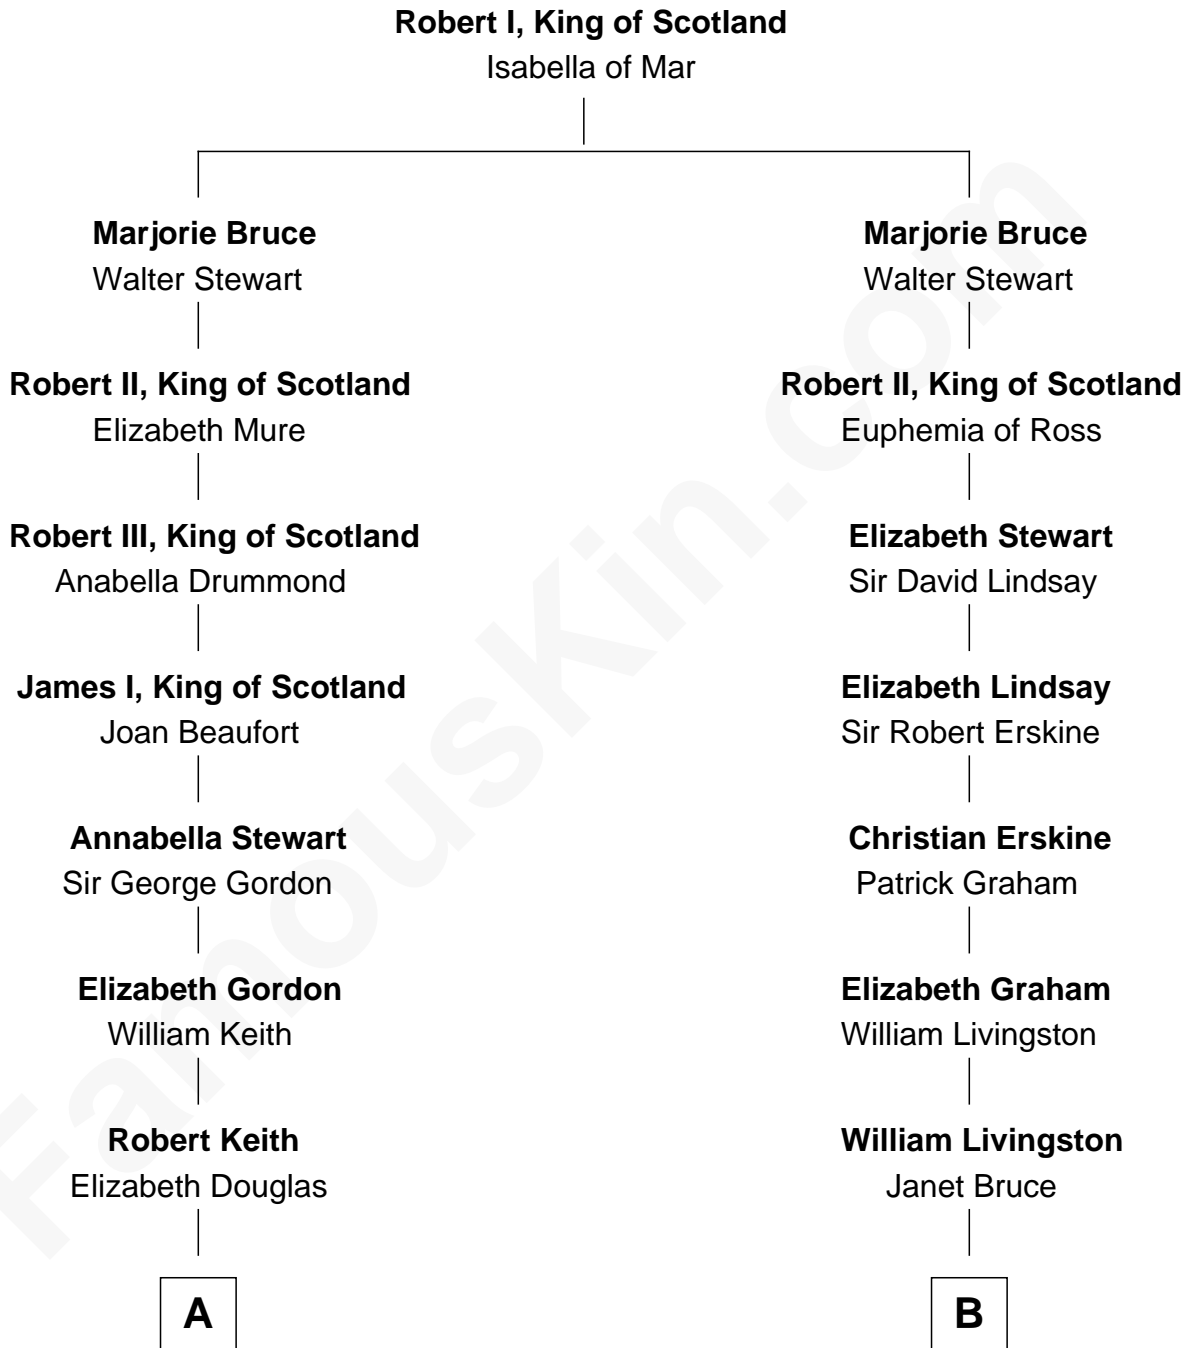 Robert I, King of Scotland
Isabella of Mar
Marjorie Bruce
Walter Stewart
Robert II, King of Scotland
Elizabeth Mure
Robert III, King of Scotland
Anabella Drummond
James I, King of Scotland
Joan Beaufort
Annabella Stewart
Sir George Gordon
Elizabeth Gordon
William Keith
Robert Keith
Elizabeth Douglas
A
Marjorie Bruce
Walter Stewart
Robert II, King of Scotland
Euphemia of Ross
Elizabeth Stewart
Sir David Lindsay
Elizabeth Lindsay
Sir Robert Erskine
Christian Erskine
Patrick Graham
Elizabeth Graham
William Livingston
William Livingston
Janet Bruce
B
FamousKin.com